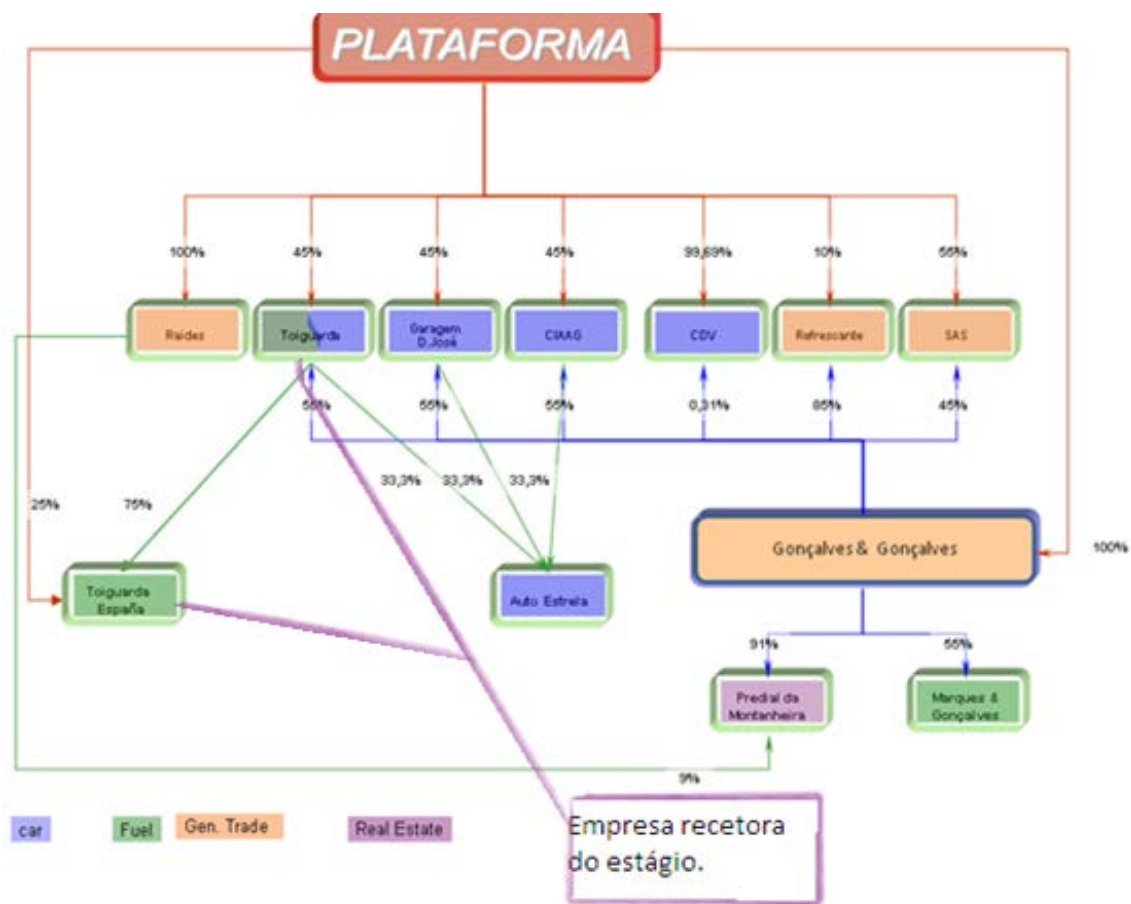 PLATAFORMA
100%
45%
45%
45%
99,69%
10%
55%
Raides
Toiguarda
Garagem
D.José
CIAAG
CDV
Refrescante
SAS
55%
55%
55%
0,31%
85%
45%
33,3%
33,3%
33,3%
25%
75%
Gonçalves & Gonçalves
100%
Toiguarda
España
Auto Estrela
91%
55%
Predial da
Montanheira
Marques &
Gonçalves
9%
car
Fuel
Gen. Trade
Real Estate
Empresa recetora
do estágio.